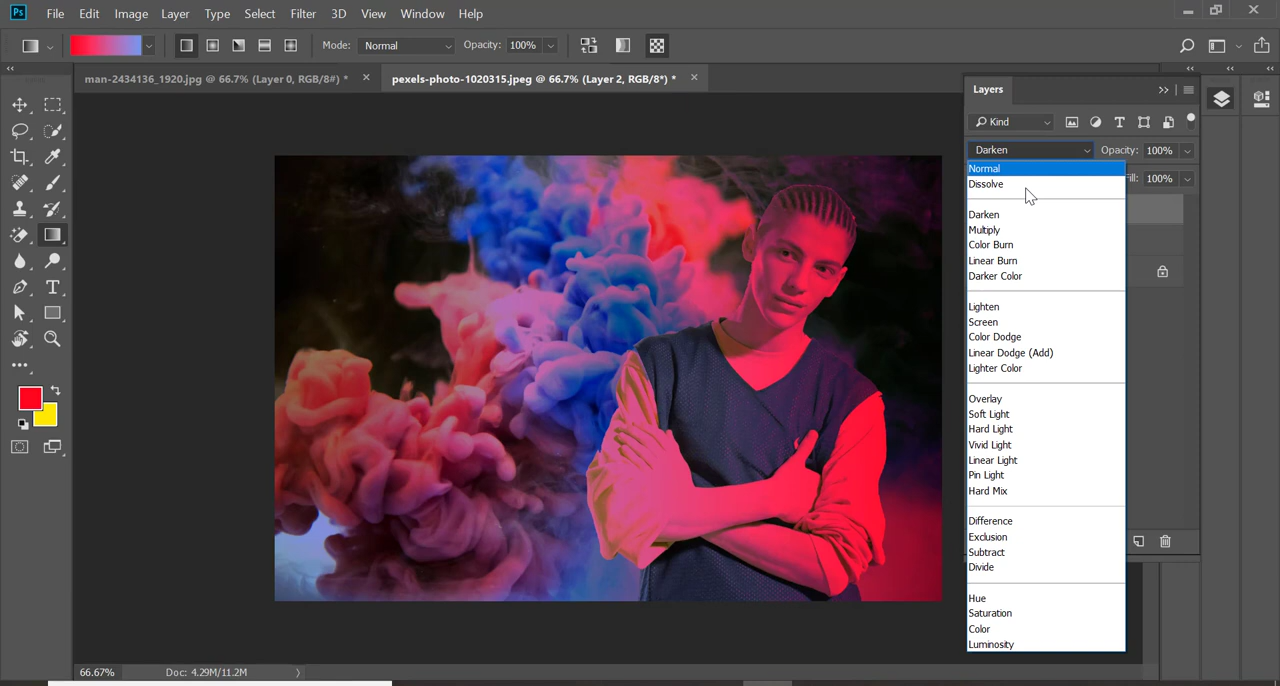 Ps File Edit Image Layer Type Select Filter 3D View Window Help
Mode: Normal Opacity: 100%
man-2434136_1920.jpg @ 66.7% (Layer 0, RGB/8#) * × pexels-photo-1020315.jpeg @ 66.7% (Layer 2, RGB/8*) * ×
Layers
Kind
Darken Opacity: 100%
Normal
Fill: 100%
Dissolve
Darken
Multiply
Color Burn
Linear Burn
Darker Color
Lighten
Screen
Color Dodge
Linear Dodge (Add)
Lighter Color
Overlay
Soft Light
Hard Light
Vivid Light
Linear Light
Pin Light
Hard Mix
Difference
Exclusion
Subtract
Divide
Hue
Saturation
Color
Luminosity
66.67% Doc: 4.29M/11.2M